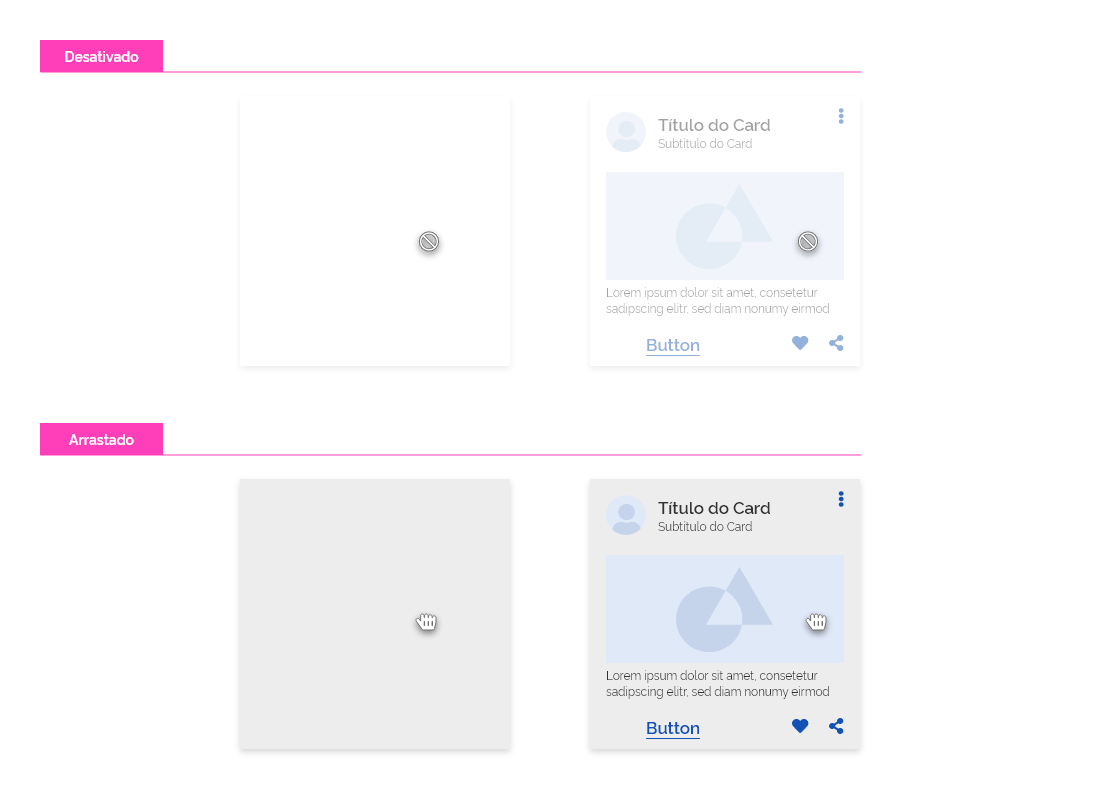 Desativado
Título do Card
Subtítulo do Card
Lorem ipsum dolor sit amet, consetetur
sadipscing elitr, sed diam nonumy eirmod
Button
Arrastado
Título do Card
Subtítulo do Card
Lorem ipsum dolor sit amet, consetetur
sadipscing elitr, sed diam nonumy eirmod
Button